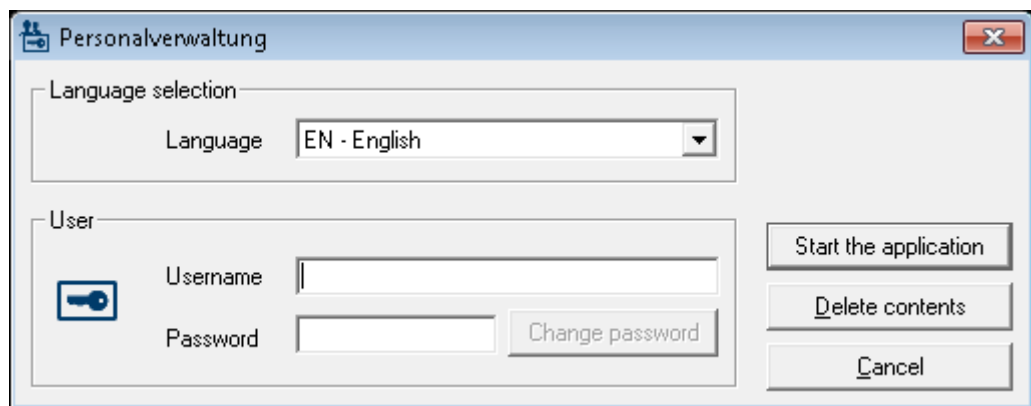 Personalverwaltung
Language selection
Language EN - English
User
Username
Password Change password
Start the application
Delete contents
Cancel